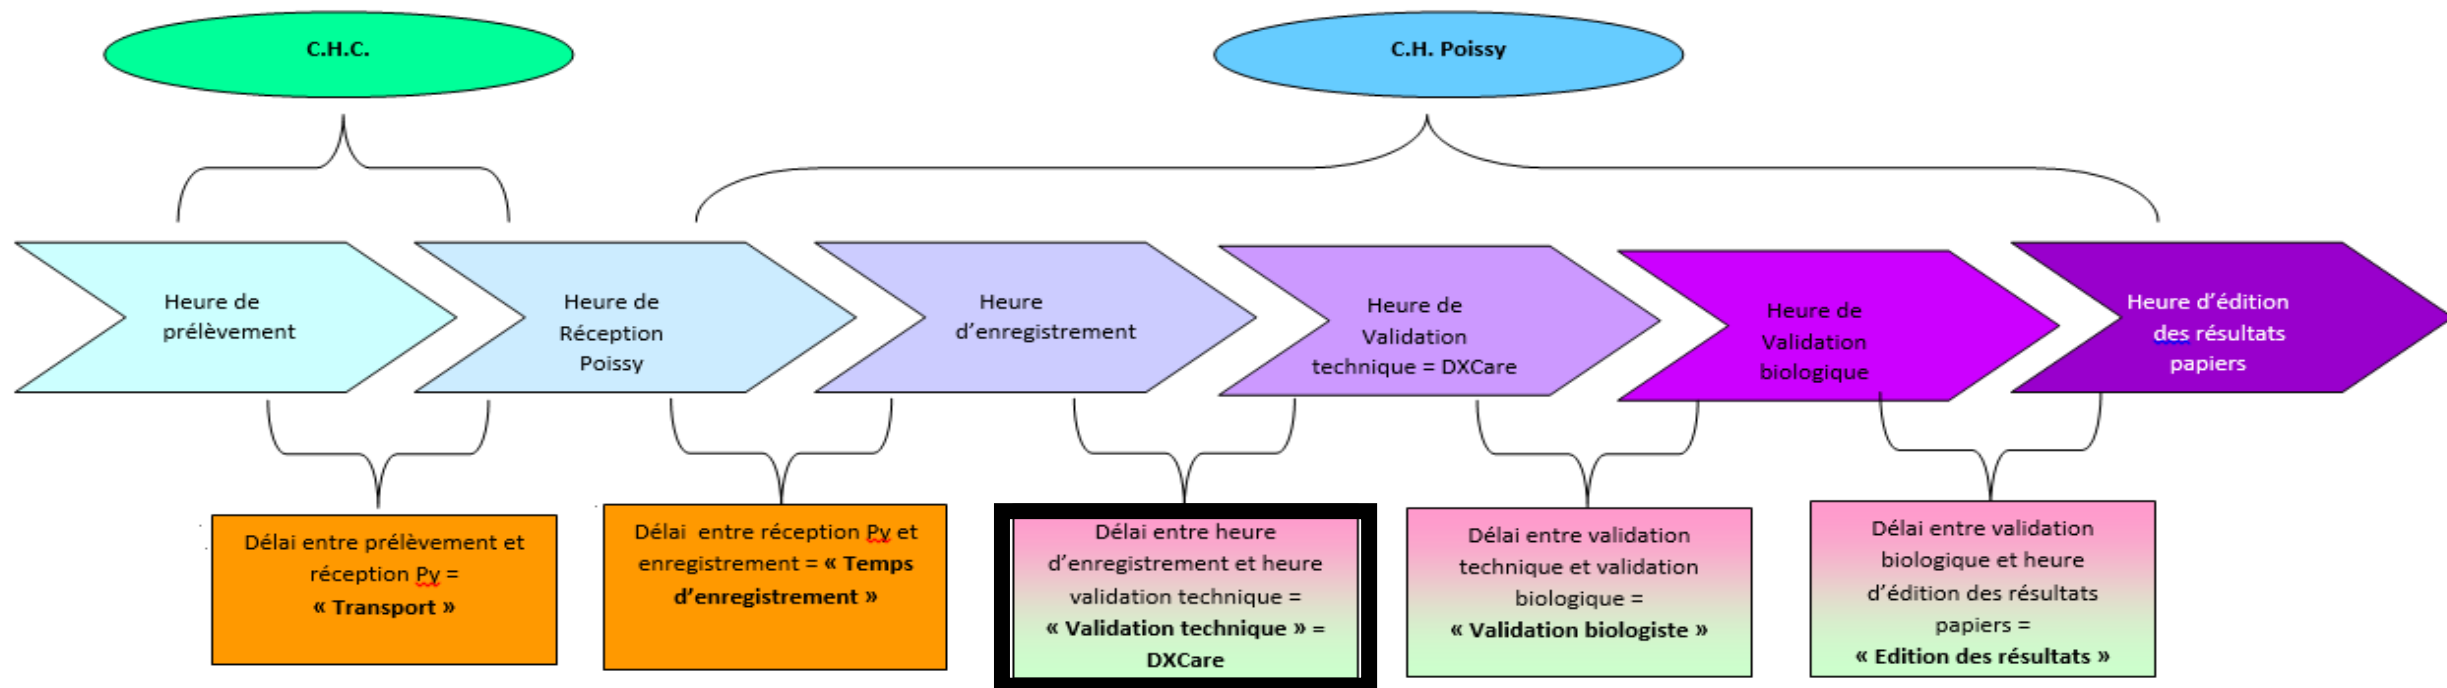 C.H.C.
C.H. Poissy
Heure de
prélèvement
Heure de
Réception
Poissy
Heure
d’enregistrement
Heure de
Validation
technique = DXCare
Heure de
Validation
biologique
Heure d’édition
des résultats
papiers
Délai entre prélèvement et
réception Py =
« Transport »
Délai entre réception Py et
enregistrement = « Temps
d’enregistrement »
Délai entre heure
d’enregistrement et heure
validation technique =
« Validation technique » =
DXCare
Délai entre validation
technique et validation
biologique =
« Validation biologiste »
Délai entre validation
biologique et heure
d’édition des résultats
papiers =
« Edition des résultats »